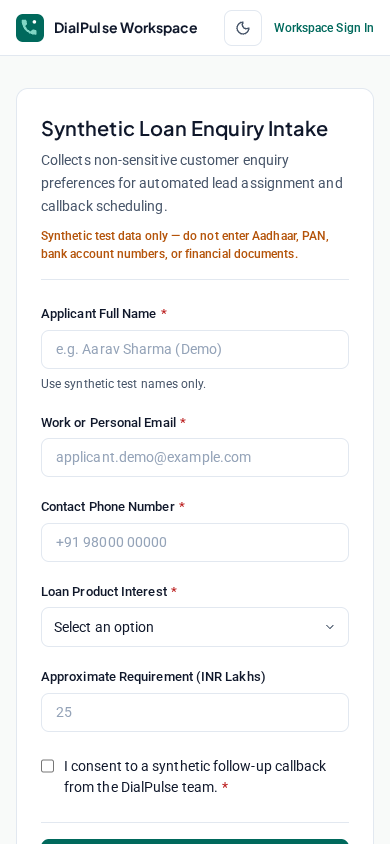 DialPulse Workspace
Workspace Sign In
Synthetic Loan Enquiry Intake
Collects non-sensitive customer enquiry
preferences for automated lead assignment and
callback scheduling.
Synthetic test data only — do not enter Aadhaar, PAN,
bank account numbers, or financial documents.
Applicant Full Name *
e.g. Aarav Sharma (Demo)
Use synthetic test names only.
Work or Personal Email *
applicant.demo@example.com
Contact Phone Number *
+91 98000 00000
Loan Product Interest *
Select an option
Approximate Requirement (INR Lakhs)
25
I consent to a synthetic follow-up callback
from the DialPulse team. *